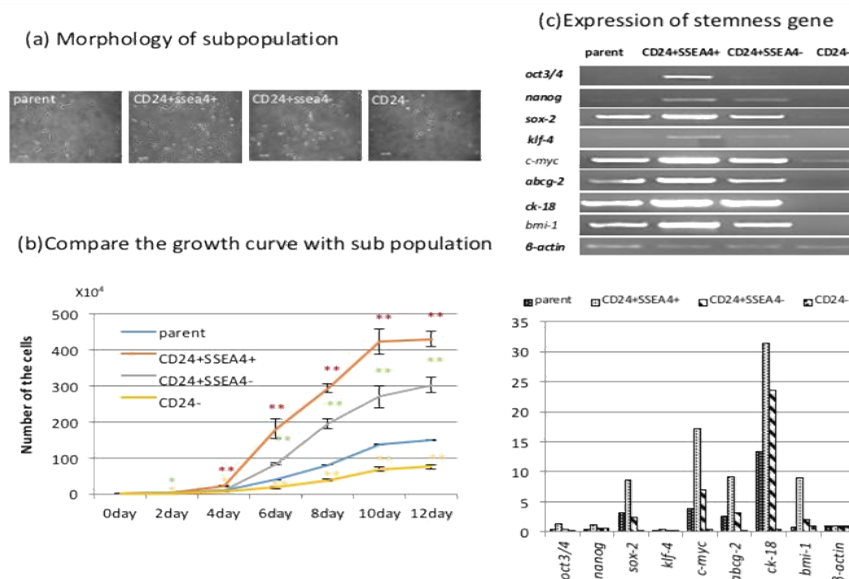 (a) Morphology of subpopulation
parent
CD24+ssea4+
CD24+ssea4-
CD24-
(b)Compare the growth curve with sub population
X10⁴
Number of the cells
500
400
300
200
100
0
parent
CD24+SSEA4+
CD24+SSEA4-
CD24-
**
**
**
**
**
**
**
**
**
*
**
**
**
0day
2day
4day
6day
8day
10day
12day
(c)Expression of stemness gene
parent CD24+SSEA4+ CD24+SSEA4- CD24-
oct3/4
nanog
sox-2
klf-4
c-myc
abcg-2
ck-18
bmi-1
β-actin
parent CD24+SSEA4+ CD24+SSEA4- CD24-
35
30
25
20
15
10
5
0
oct3/4
nanog
sox-2
klf-4
c-myc
abcg-2
ck-18
bmi-1
β-actin